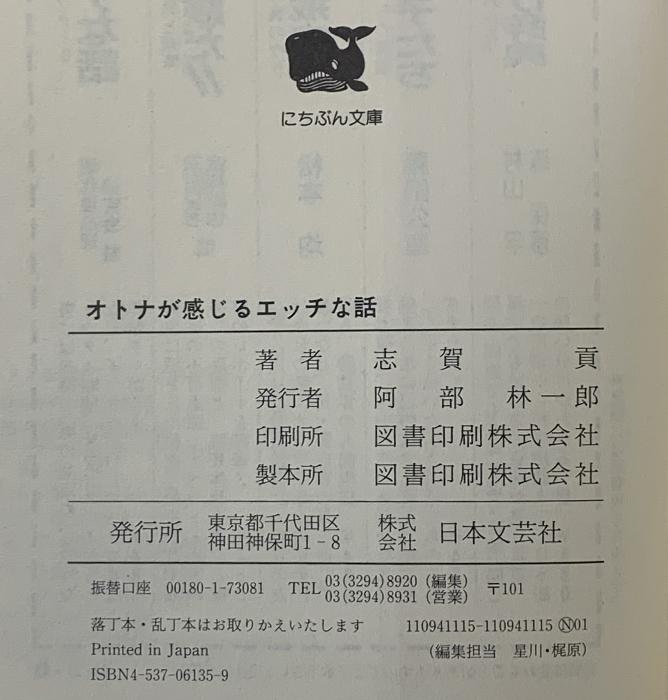 にちぶん文庫
オトナが感じるエッチな話
著者 志賀 貢
発行者 阿部 林一郎
印刷所 図書印刷株式会社
製本所 図書印刷株式会社
発行所 東京都千代田区神田神保町1-8 株式会社 日本文芸社
振替口座 00180-1-73081 TEL 03(3294)8920(編集) 03(3294)8931(営業) 〒101
落丁本・乱丁本はお取りかえいたします 110941115-110941115 Ⓝ01
Printed in Japan (編集担当 星川・梶原)
ISBN4-537-06135-9